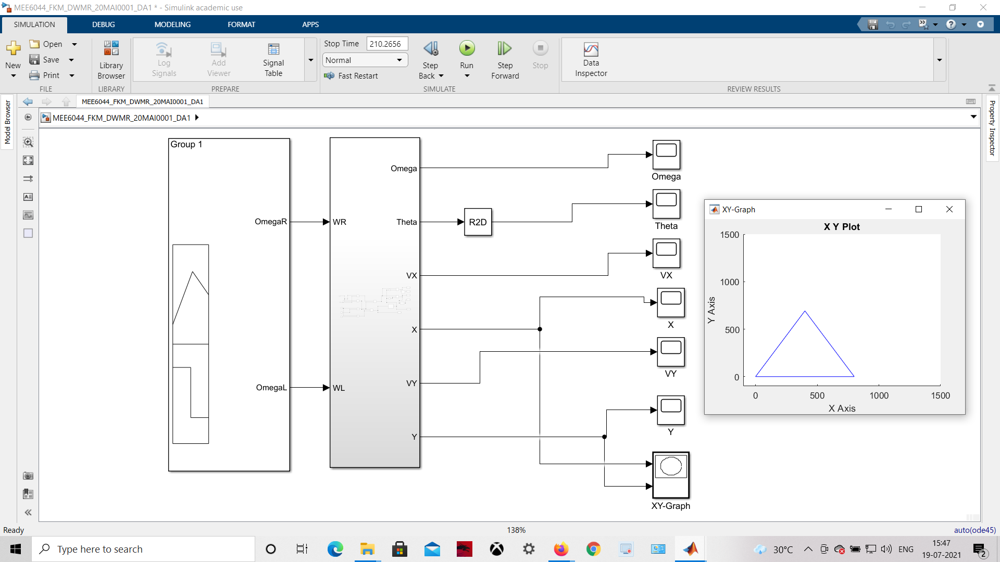 MEE6044_FKM_DWMR_20MAI0001_DA1 * - Simulink academic use
SIMULATION DEBUG MODELING FORMAT APPS
New
Open
Save
Print
FILE
Library
Browser
LIBRARY
Log
Signals
Add
Viewer
Signal
Table
PREPARE
Stop Time 210.2656
Normal
Fast Restart
Step
Back
Run
Step
Forward
Stop
SIMULATE
Data
Inspector
REVIEW RESULTS
Model Browser
MEE6044_FKM_DWMR_20MAI0001_DA1
MEE6044_FKM_DWMR_20MAI0001_DA1
Property Inspector
Group 1
OmegaR
OmegaL
WR
WL
Omega
Theta
VX
X
VY
Y
R2D
Omega
Theta
VX
X
VY
Y
XY-Graph
XY-Graph
X Y Plot
1500
1000
500
0
Y Axis
0 500 1000 1500
X Axis
Ready 138% auto(ode45)
Type here to search
30°C
ENG
15:47
19-07-2021
2